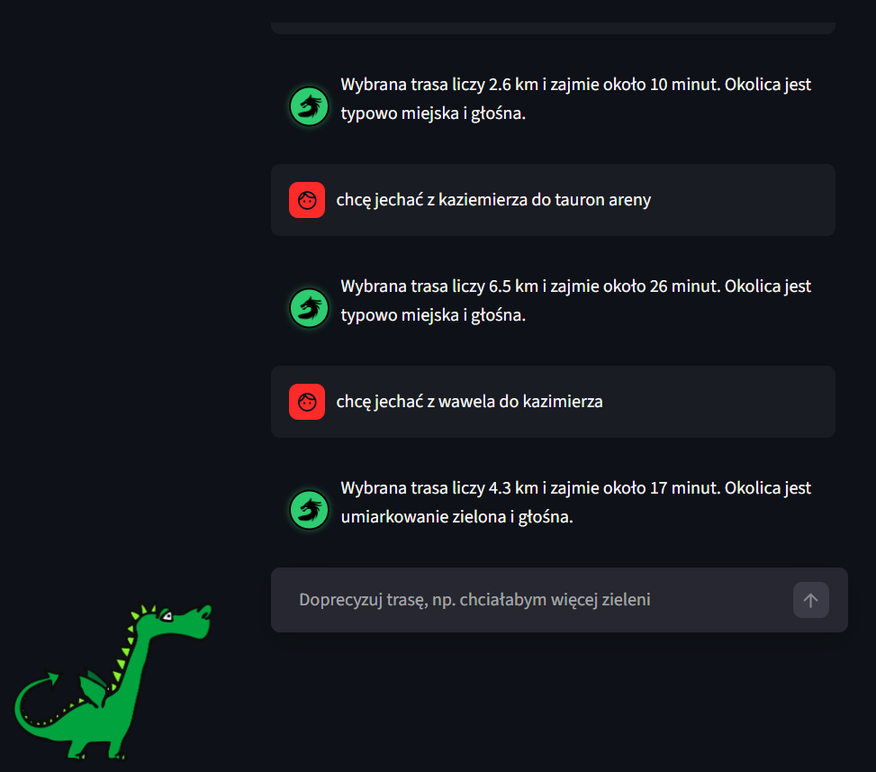 Wybrana trasa liczy 2.6 km i zajmie około 10 minut. Okolica jest
typowo miejska i głośna.
chcę jechać z kaziemierza do tauron areny
Wybrana trasa liczy 6.5 km i zajmie około 26 minut. Okolica jest
typowo miejska i głośna.
chcę jechać z wawela do kazimierza
Wybrana trasa liczy 4.3 km i zajmie około 17 minut. Okolica jest
umiarkowanie zielona i głośna.
Doprecyzuj trasę, np. chciałabym więcej zieleni